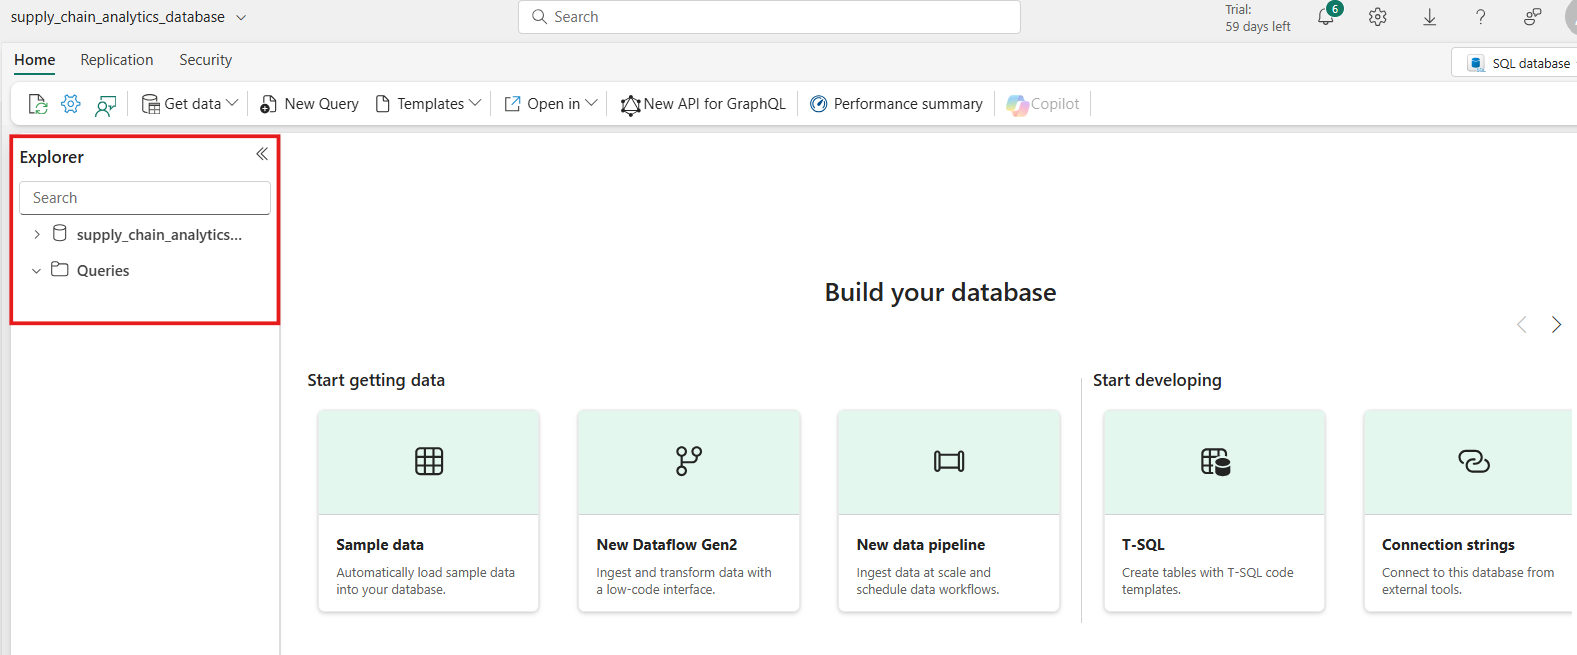 supply_chain_analytics_database
Search
Trial:
59 days left
6
Home
Replication
Security
SQL database
Get data
New Query
Templates
Open in
New API for GraphQL
Performance summary
Copilot
Explorer
Search
supply_chain_analytics...
Queries
Build your database
Start getting data
Start developing
Sample data
Automatically load sample data
into your database.
New Dataflow Gen2
Ingest and transform data with
a low-code interface.
New data pipeline
Ingest data at scale and
schedule data workflows.
T-SQL
Create tables with T-SQL code
templates.
Connection strings
Connect to this database from
external tools.